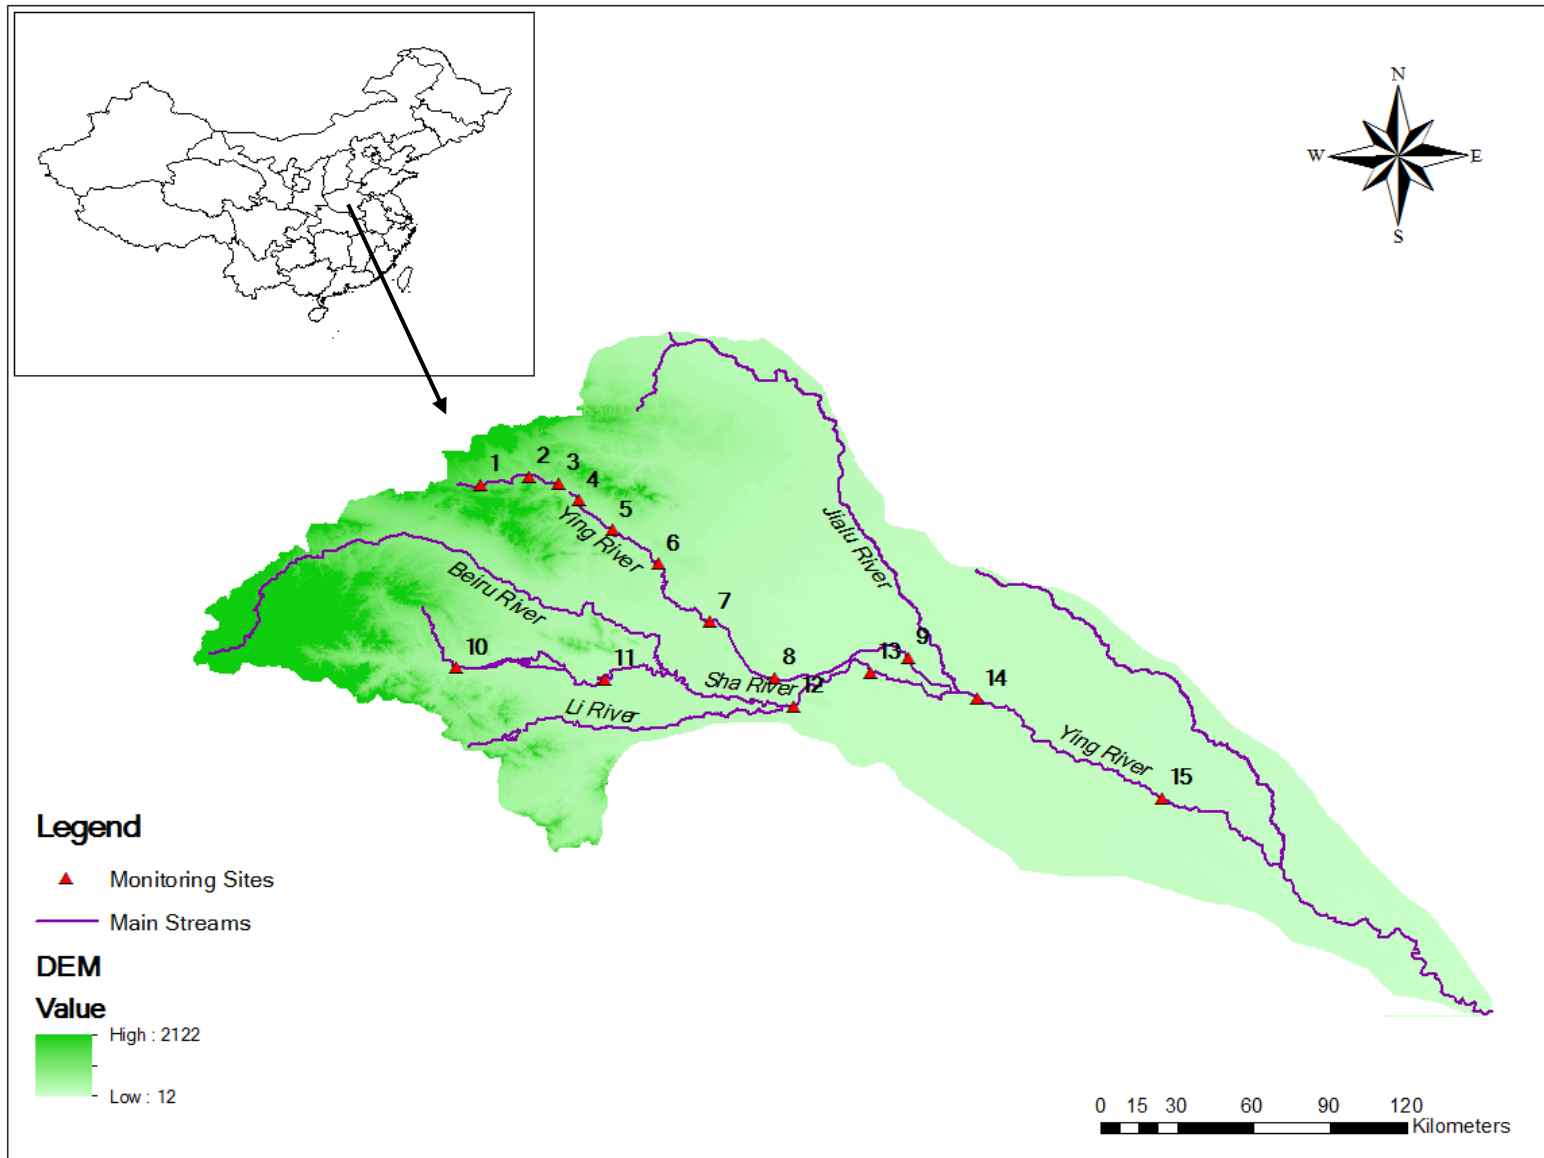 N
W
E
S
1
2
3
4
5
Ying River
6
Jialu River
Beiru River
7
9
10
11
8
13
Sha River
12
14
Li River
Ying River
15
Legend
Monitoring Sites
Main Streams
DEM
Value
High : 2122
Low : 12
0 15 30 60 90 120
Kilometers